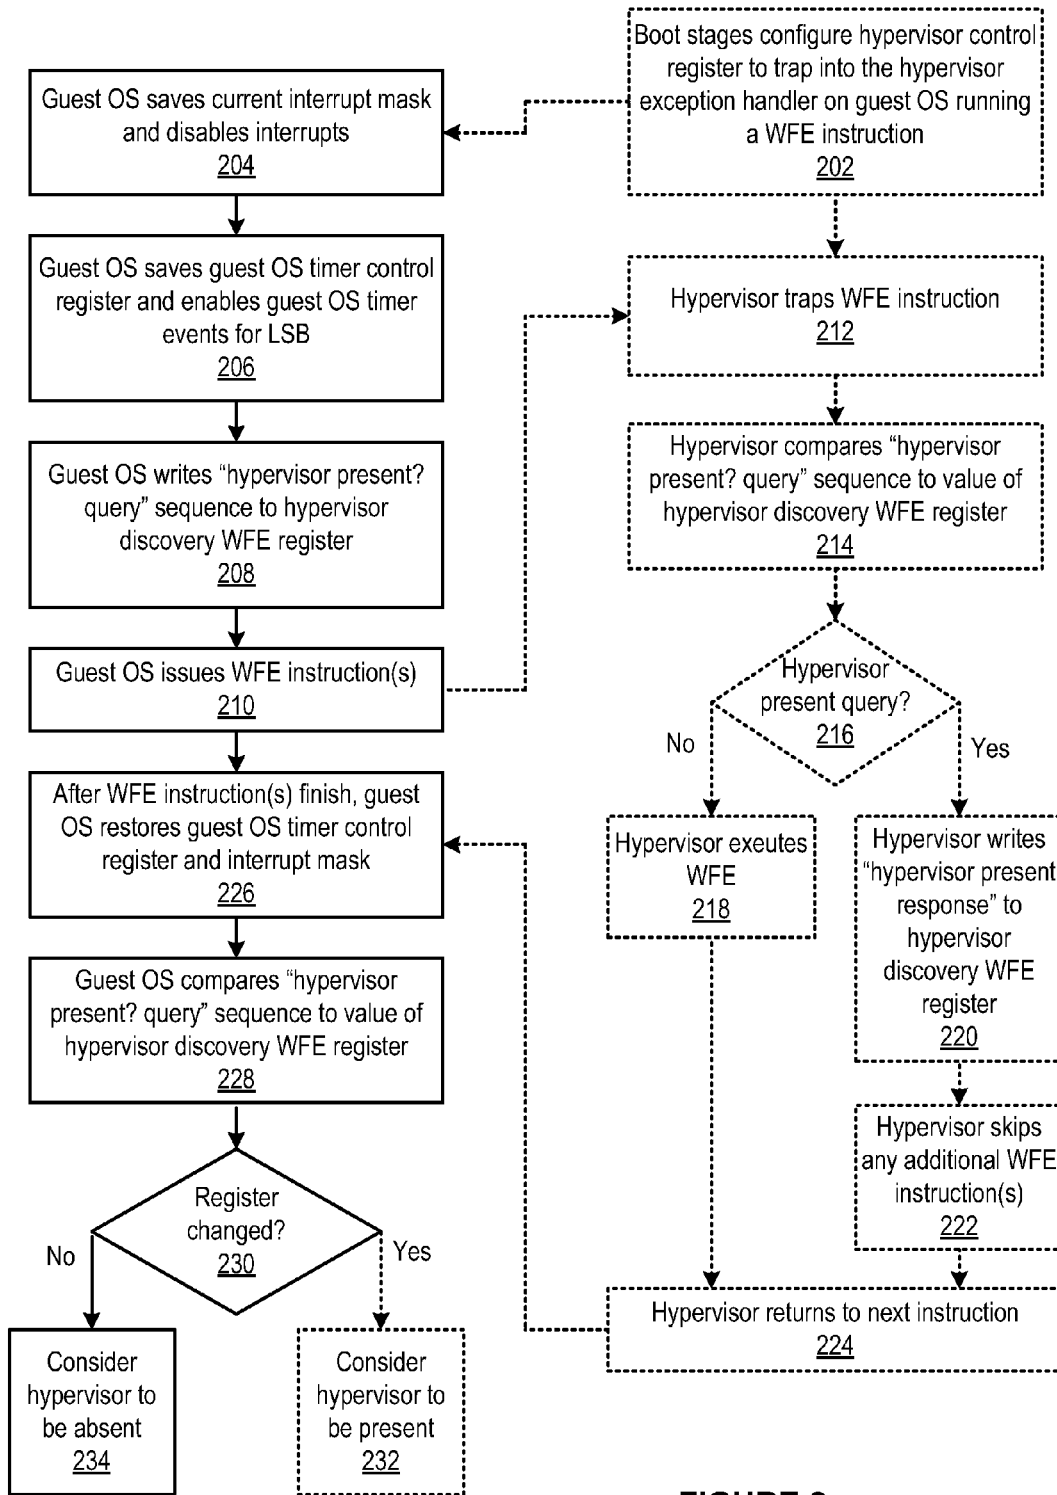 Boot stages configure hypervisor control
register to trap into the hypervisor
exception handler on guest OS running
a WFE instruction
202
Guest OS saves current interrupt mask
and disables interrupts
204
Guest OS saves guest OS timer control
register and enables guest OS timer
events for LSB
206
Guest OS writes “hypervisor present?
query” sequence to hypervisor
discovery WFE register
208
Guest OS issues WFE instruction(s)
210
Hypervisor traps WFE instruction
212
Hypervisor compares “hypervisor
present? query” sequence to value of
hypervisor discovery WFE register
214
Hypervisor
present query?
216
No
Yes
Hypervisor exeutes
WFE
218
Hypervisor writes
“hypervisor present
response” to
hypervisor
discovery WFE
register
220
Hypervisor skips
any additional WFE
instruction(s)
222
Hypervisor returns to next instruction
224
After WFE instruction(s) finish, guest
OS restores guest OS timer control
register and interrupt mask
226
Guest OS compares “hypervisor
present? query” sequence to value of
hypervisor discovery WFE register
228
Register
changed?
230
No
Yes
Consider
hypervisor to
be absent
234
Consider
hypervisor to
be present
232